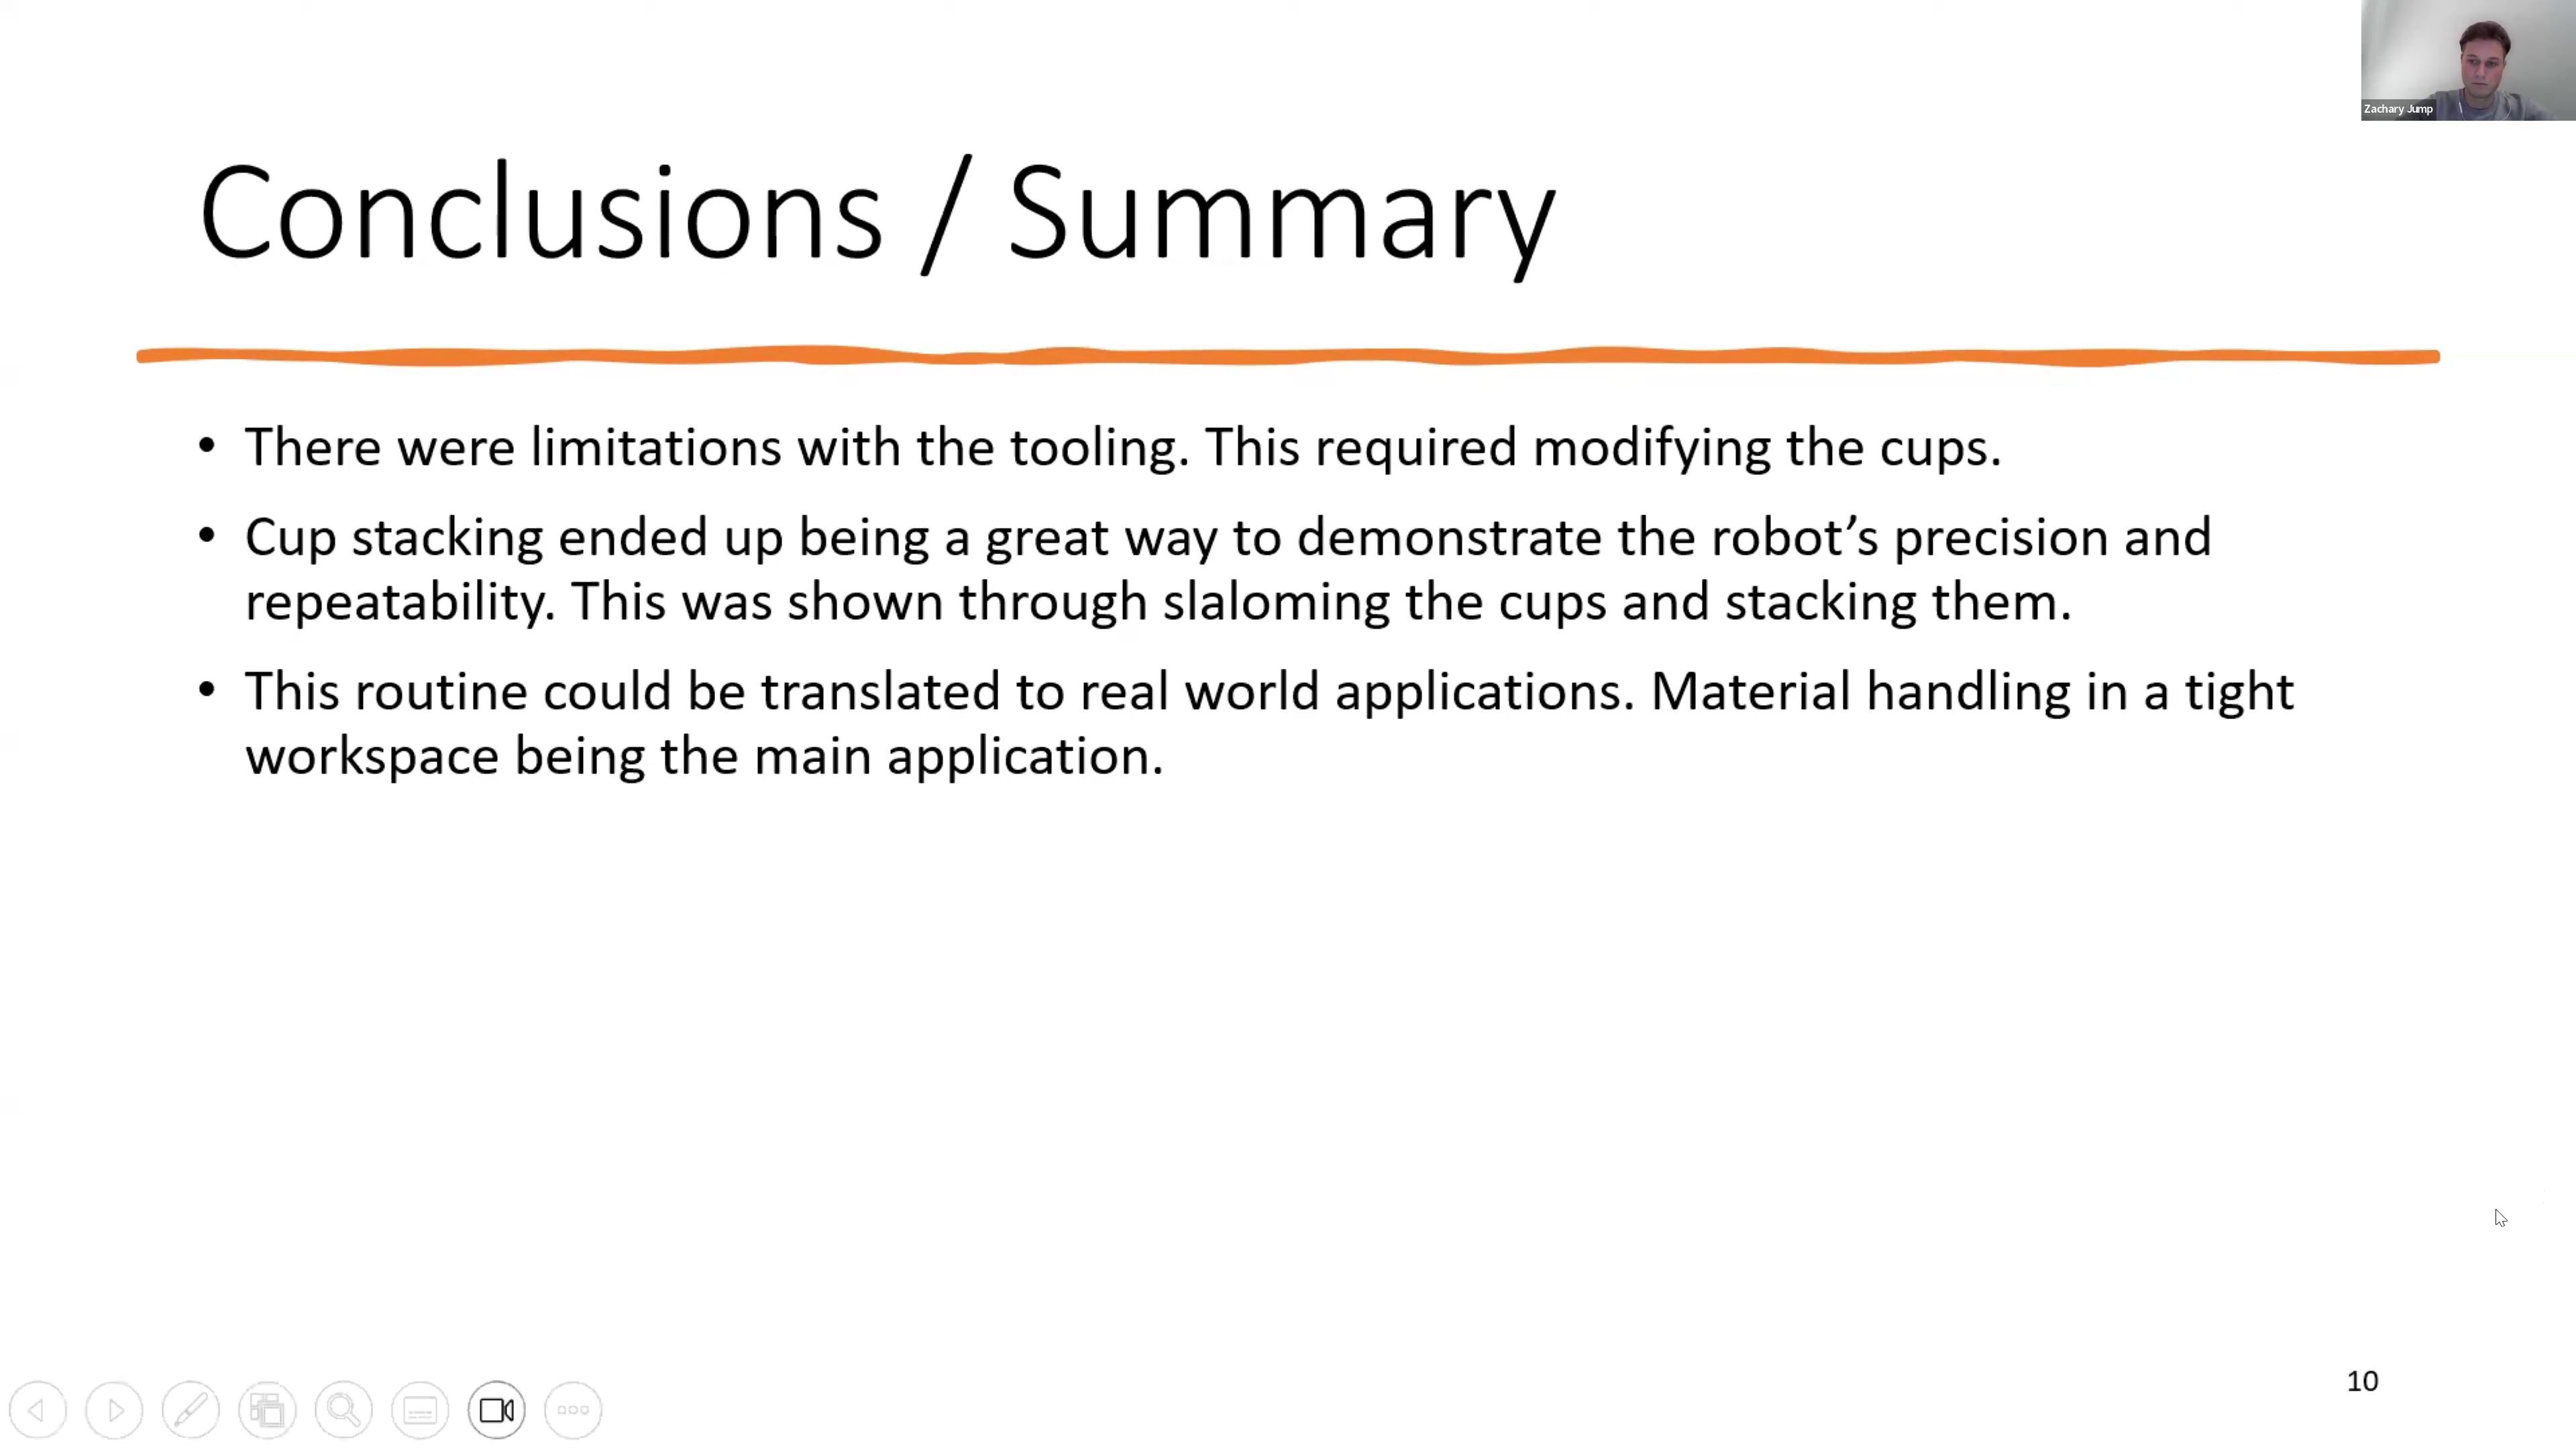 Zachary Jump
Conclusions / Summary
• There were limitations with the tooling. This required modifying the cups.
• Cup stacking ended up being a great way to demonstrate the robot’s precision and
repeatability. This was shown through slaloming the cups and stacking them.
• This routine could be translated to real world applications. Material handling in a tight
workspace being the main application.
10